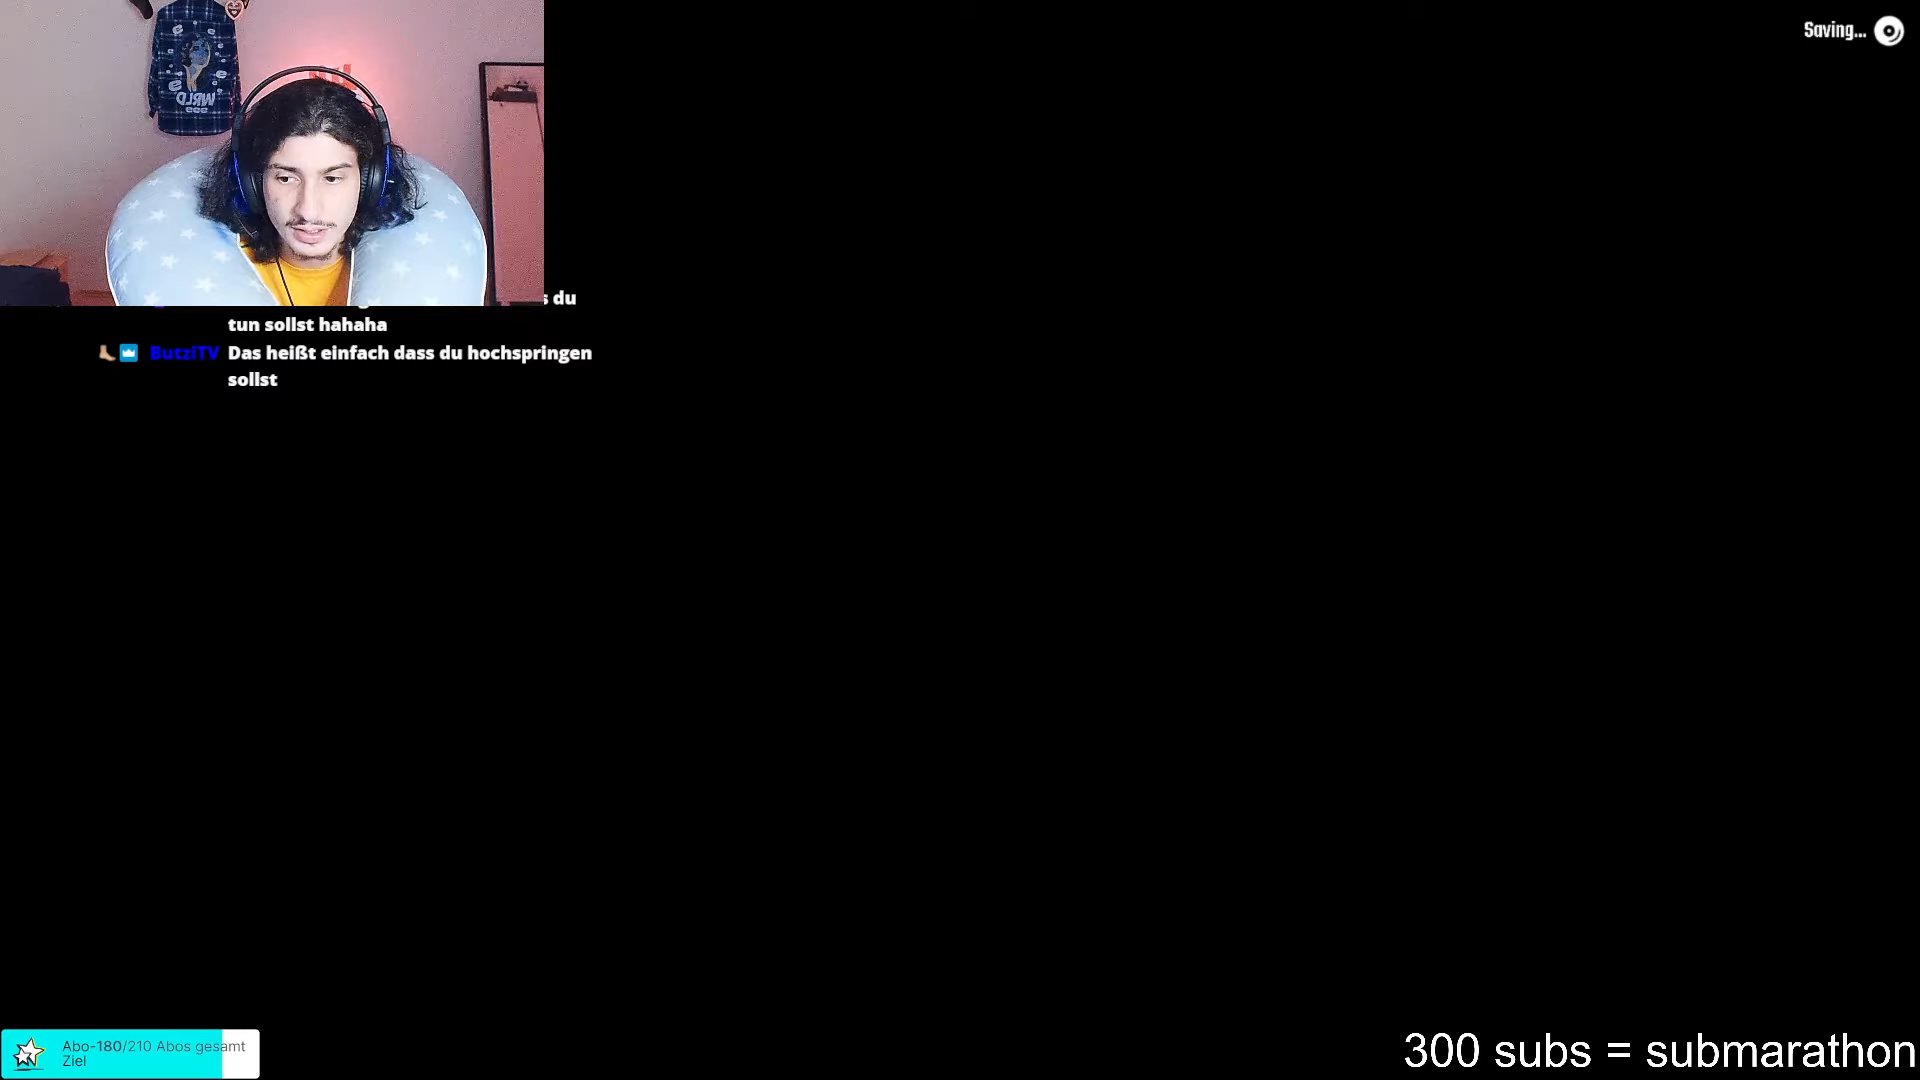 Saving...
s du
tun sollst hahaha
ButziTV Das heißt einfach dass du hochspringen
sollst
Abo-180/210 Abos gesamt
Ziel
300 subs = submarathon